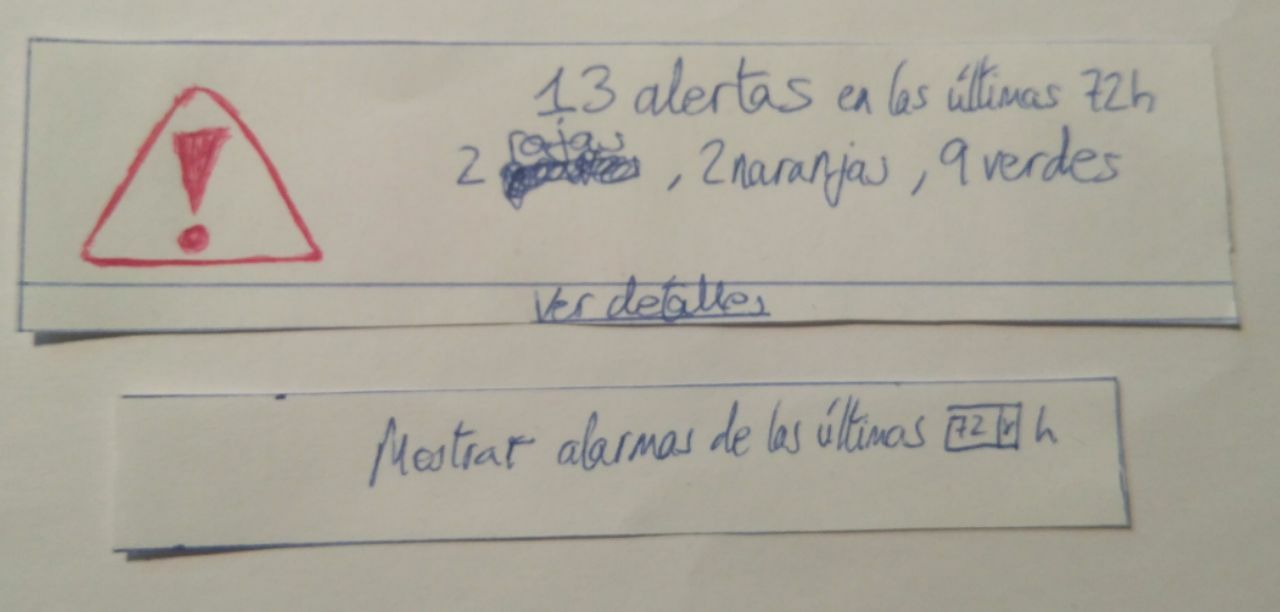 13 alertas en las últimas 72h
2 rojas, 2 naranjas, 9 verdes
ver detalles
Mostrar alarmas de las últimas 72 h